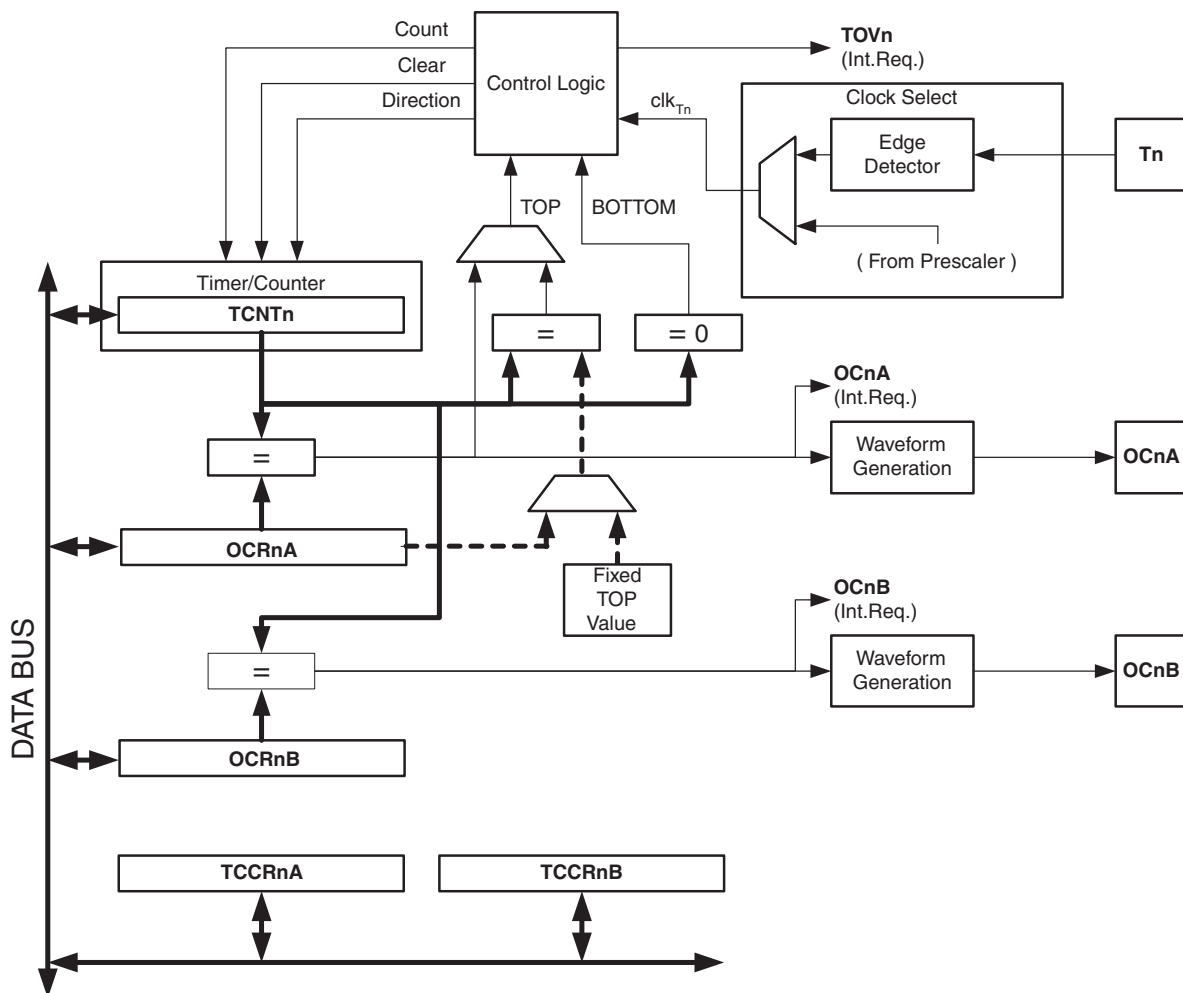 Count
Clear
Direction
Control Logic
TOVn
(Int.Req.)
clkTn
Clock Select
Edge
Detector
Tn
( From Prescaler )
TOP
BOTTOM
Timer/Counter
TCNTn
=
= 0
OCnA
(Int.Req.)
=
Waveform
Generation
OCnA
OCRnA
Fixed
TOP
Value
OCnB
(Int.Req.)
=
Waveform
Generation
OCnB
OCRnB
DATA BUS
TCCRnA
TCCRnB